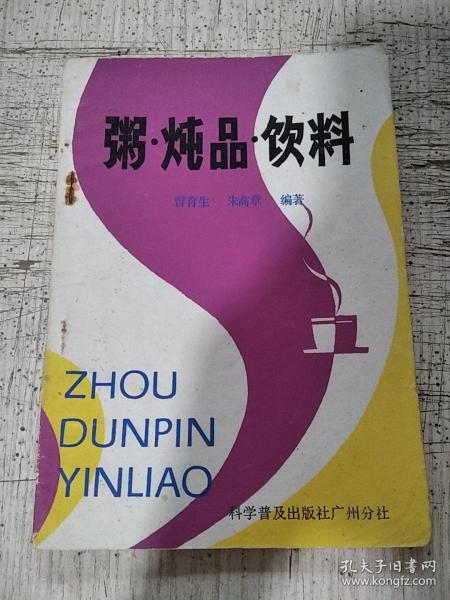 粥·炖品·饮料
曾育生 朱高章 编著
ZHOU
DUNPIN
YINLIAO
科学普及出版社广州分社
孔夫子旧书网
www.kongfz.com